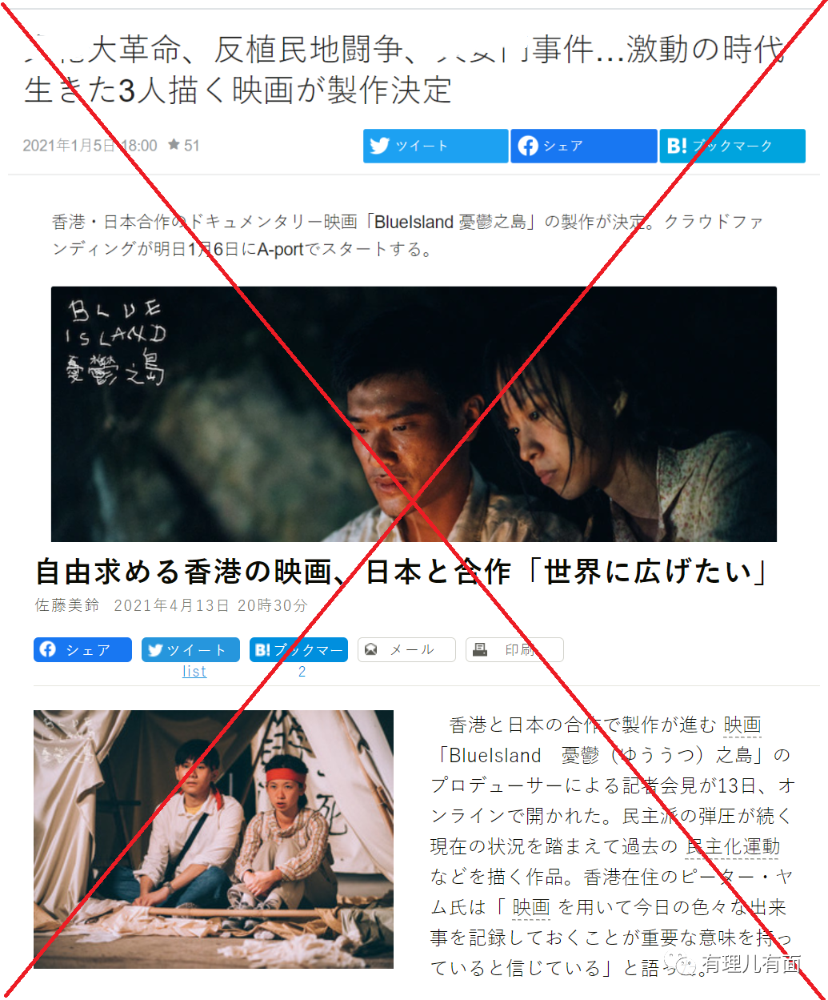 大革命、反植民地闘争、 事件…激動の時代
生きた3人描く映画が製作決定
2021年1月5日 18:00 ★ 51
ツイート シェア B! ブックマーク
香港・日本合作のドキュメンタリー映画「BlueIsland 憂鬱之島」の製作が決定。クラウドファ
ンディングが明日1月6日にA-portでスタートする。
BLUE
ISLAND
憂鬱之島
自由求める香港の映画、日本と合作「世界に広げたい」
佐藤美鈴 2021年4月13日 20時30分
シェア ツイート B! ブックマー メール 印刷
list 2
死
香港と日本の合作で製作が進む 映画
「BlueIsland 憂鬱（ゆううつ）之島」の
プロデューサーによる記者会見が13日、オ
ンラインで開かれた。民主派の弾圧が続く
現在の状況を踏まえて過去の 民主化運動
などを描く作品。香港在住のピーター・ヤ
ム氏は「 映画 を用いて今日の色々な出来
事を記録しておくことが重要な意味を持っ
ていると信じている」と語った。
有理儿有面